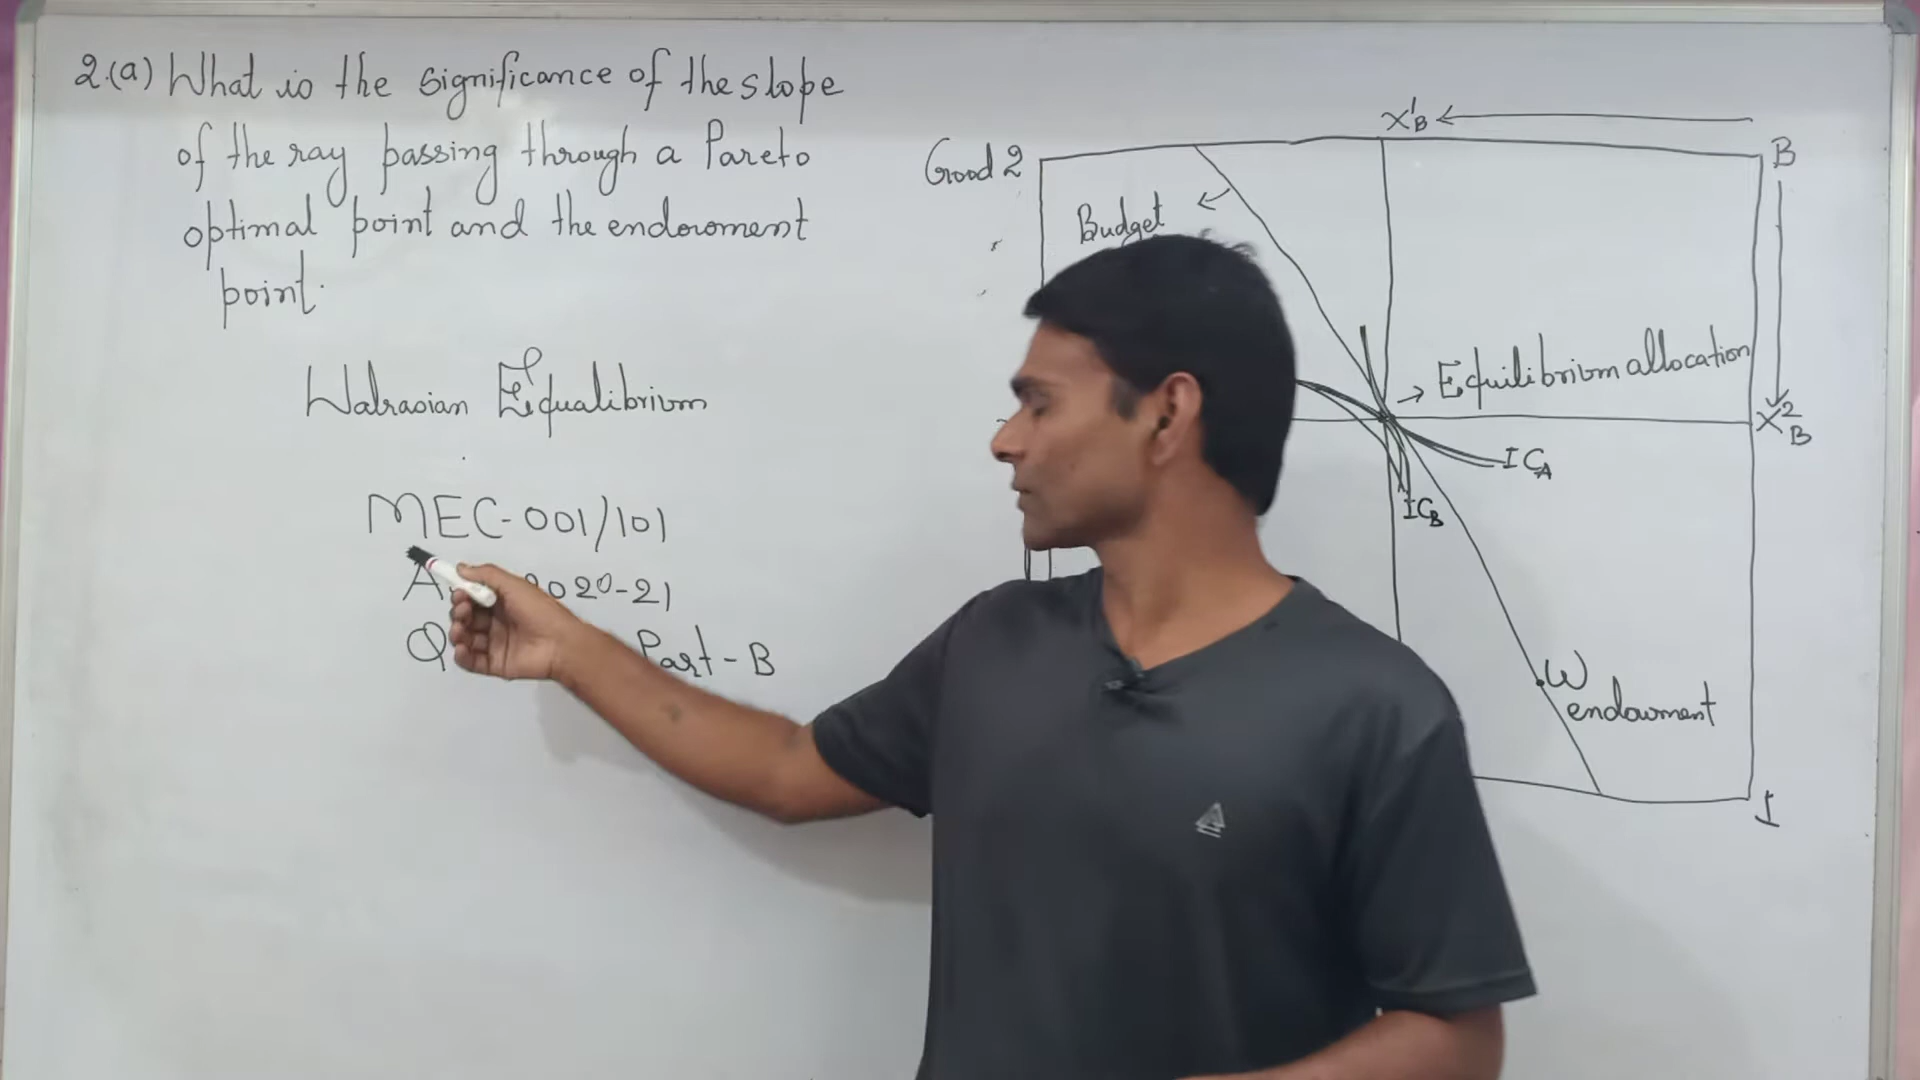 2.(a) What is the significance of the slope
of the ray passing through a Pareto
optimal point and the endowment
point.
Walrasian Equalibrium
MEC-001/101
2020-21
Part-B
X¹B
Good 2
B
Budget
Equilibrium allocation
X²B
ICA
ICB
W
endowment